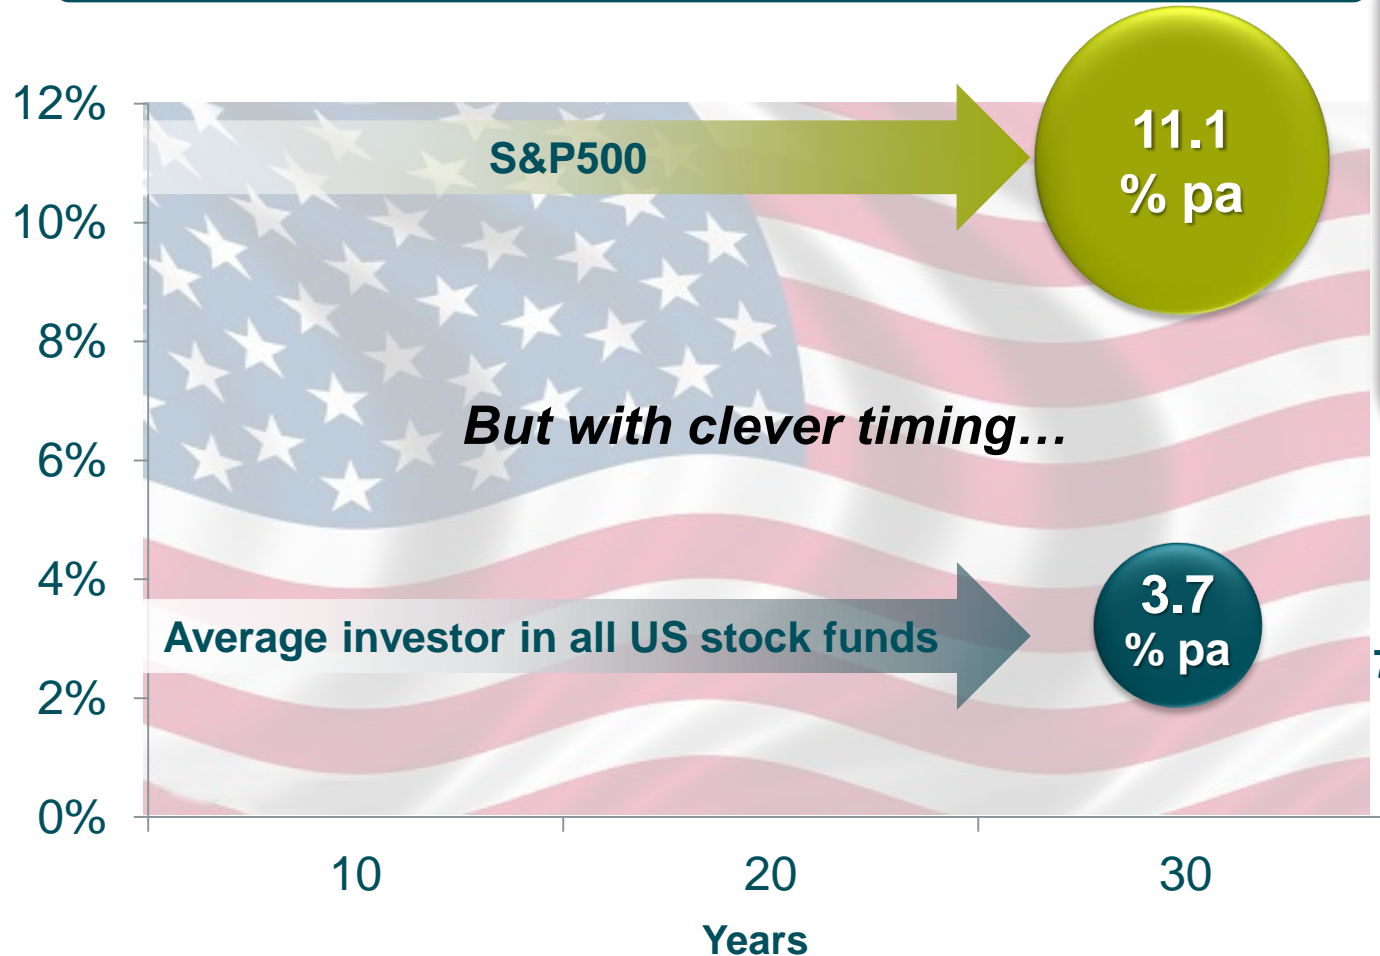 12%
10%
8%
6%
4%
2%
0%
S&P500
11.1
% pa
But with clever timing…
Average investor in all US stock funds
3.7
% pa
10 20 30
Years